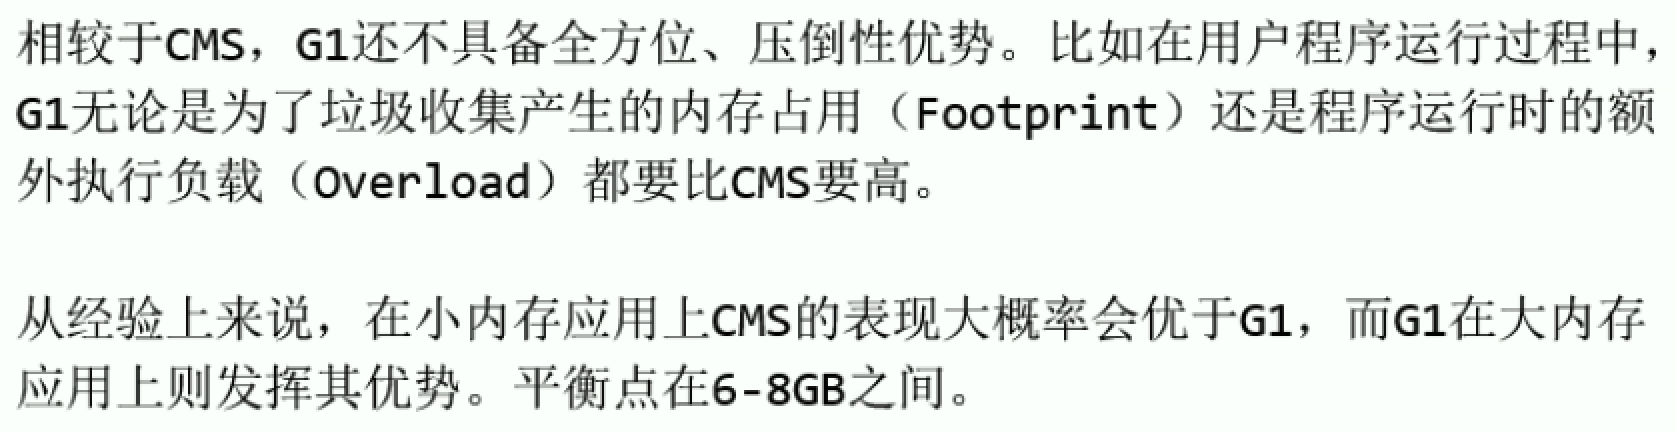 相较于CMS，G1还不具备全方位、压倒性优势。比如在用户程序运行过程中，
G1无论是为了垃圾收集产生的内存占用（Footprint）还是程序运行时的额
外执行负载（Overload）都要比CMS要高。
从经验上来说，在小内存应用上CMS的表现大概率会优于G1，而G1在大内存
应用上则发挥其优势。平衡点在6-8GB之间。